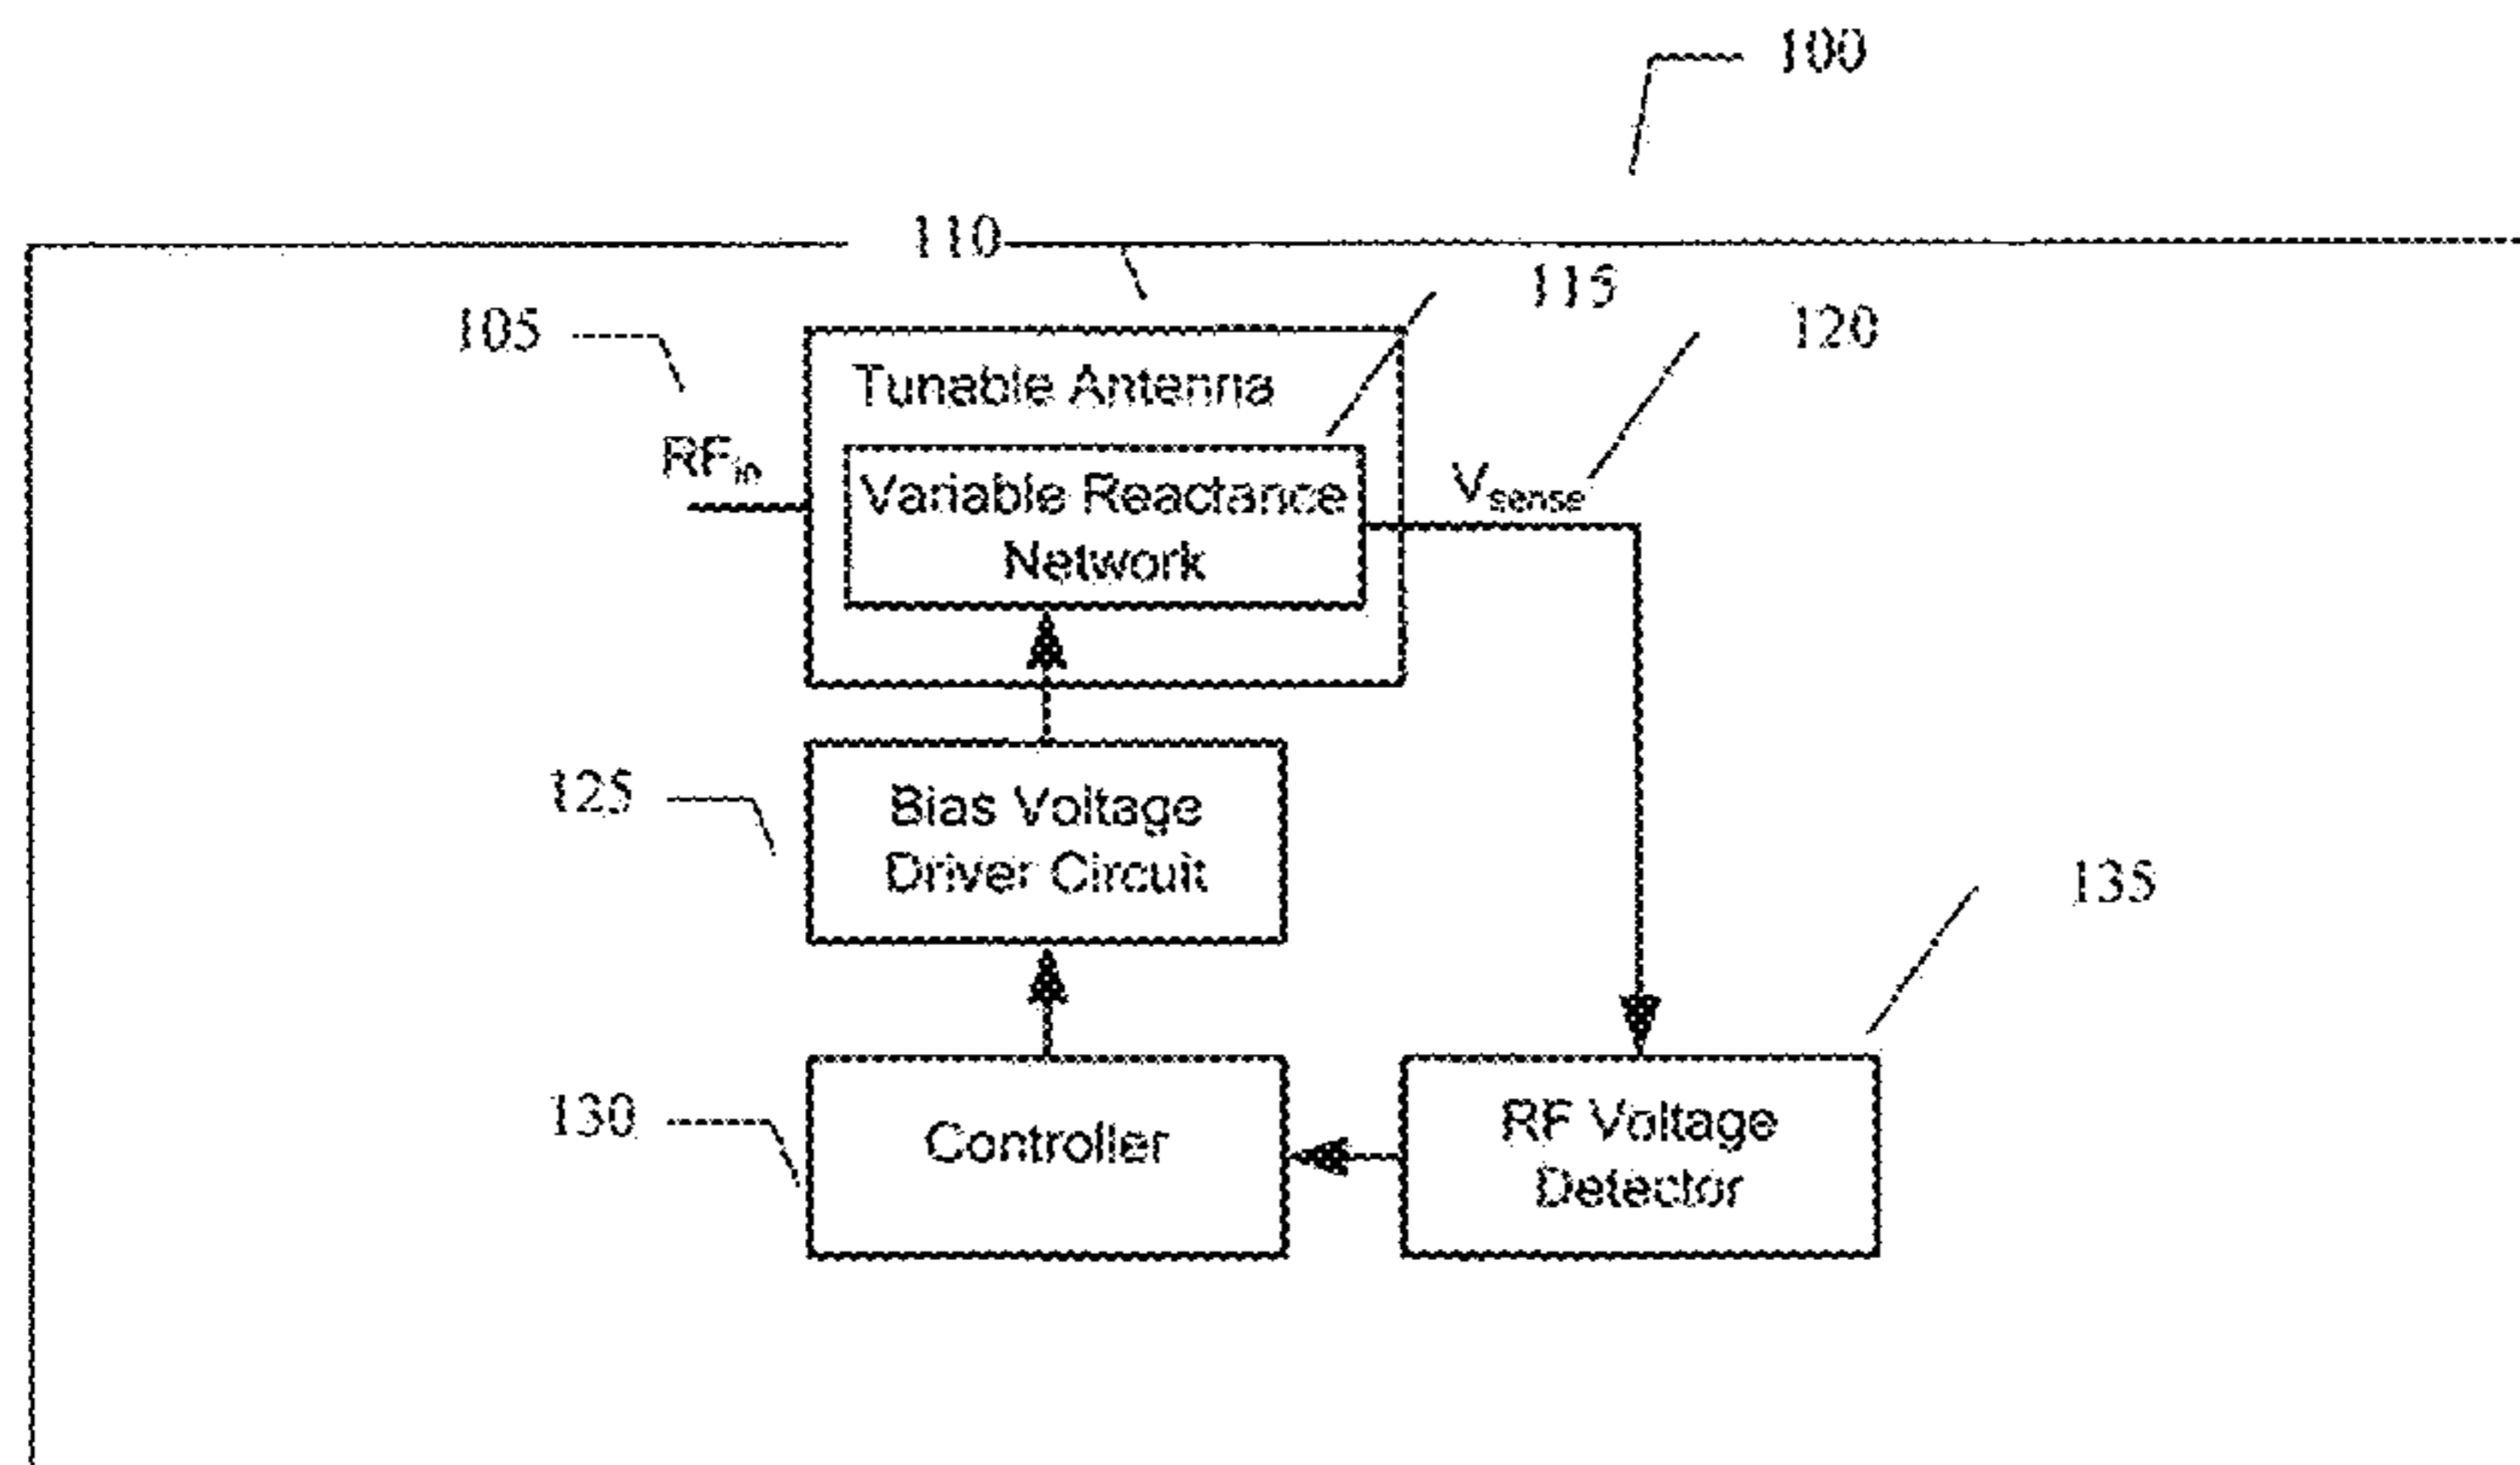 100
110
115
105
120
Tunable Antenna
RFin
Variable Reactance
Network
Vsense
125
Bias Voltage
Driver Circuit
135
130
Controller
RF Voltage
Detector